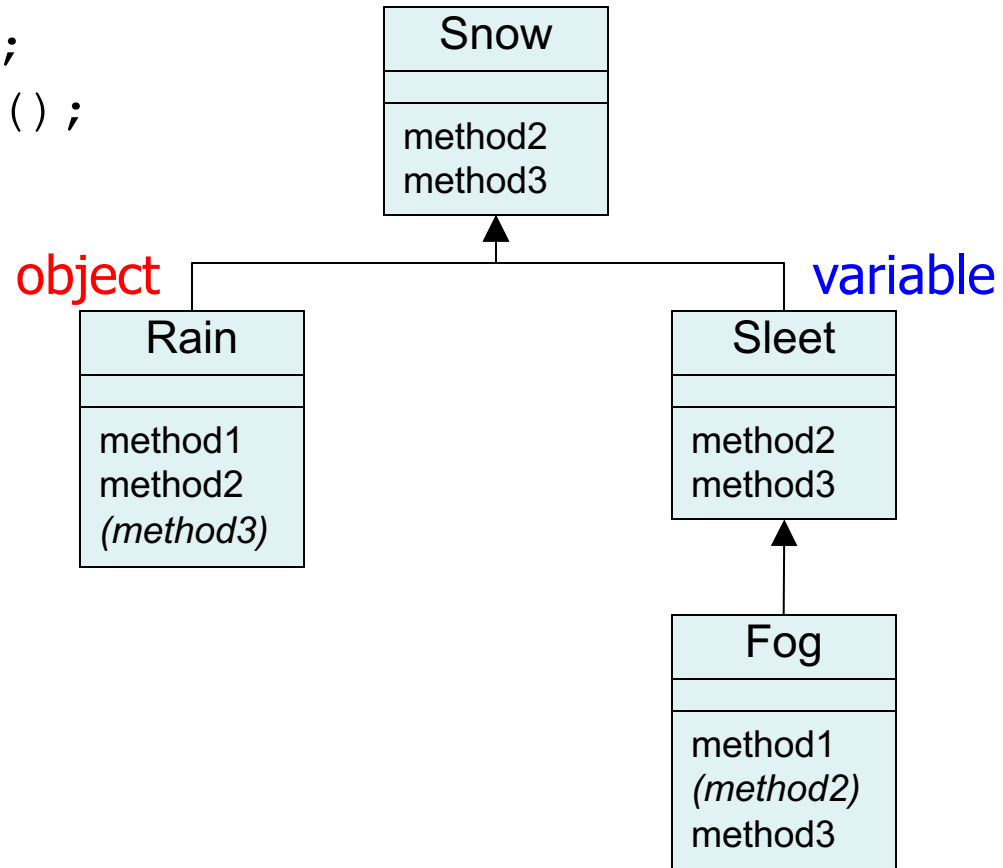 ;
();
Snow
method2
method3
object
variable
Rain
method1
method2
(method3)
Sleet
method2
method3
Fog
method1
(method2)
method3